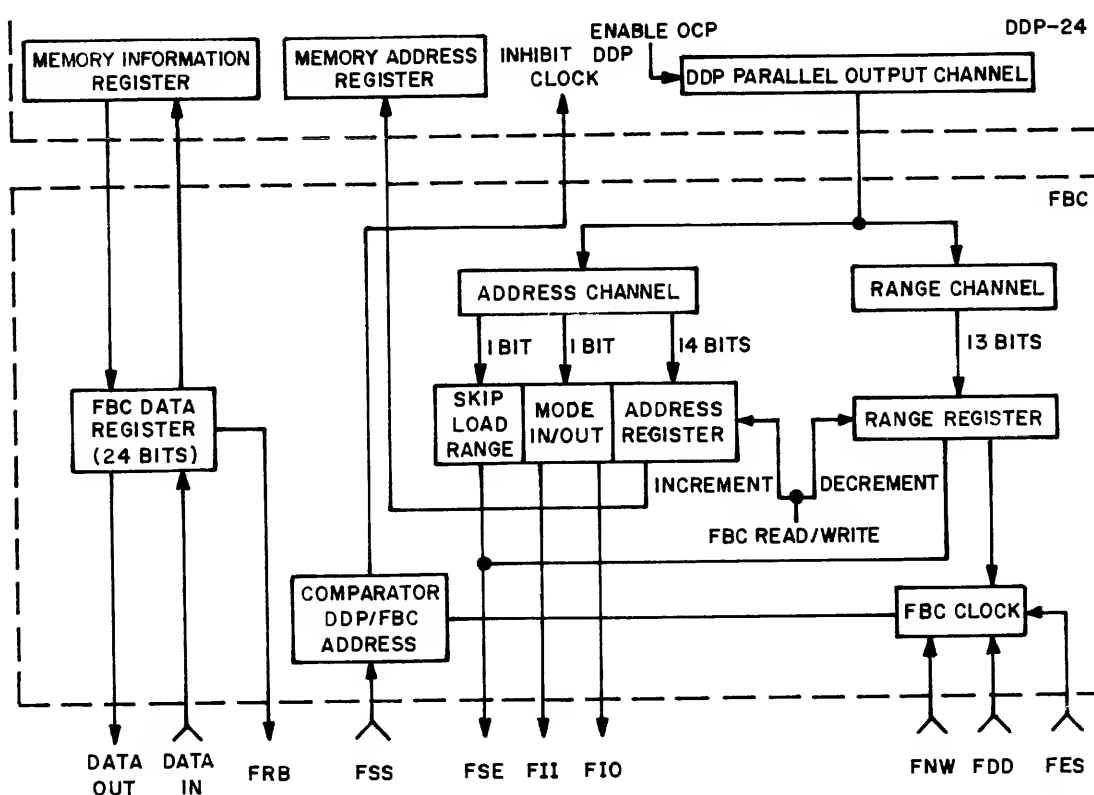 DDP-24
MEMORY INFORMATION
REGISTER
MEMORY ADDRESS
REGISTER
INHIBIT DDP
CLOCK
ENABLE OCP
DDP PARALLEL OUTPUT CHANNEL
FBC
ADDRESS CHANNEL
RANGE CHANNEL
1 BIT
1 BIT
14 BITS
13 BITS
FBC DATA
REGISTER
(24 BITS)
SKIP
LOAD
RANGE
MODE
IN/OUT
ADDRESS
REGISTER
RANGE REGISTER
INCREMENT
DECREMENT
FBC READ/WRITE
COMPARATOR
DDP/FBC
ADDRESS
FBC CLOCK
DATA
OUT
DATA
IN
FRB
FSS
FSE
FII
FIO
FNW
FDD
FES